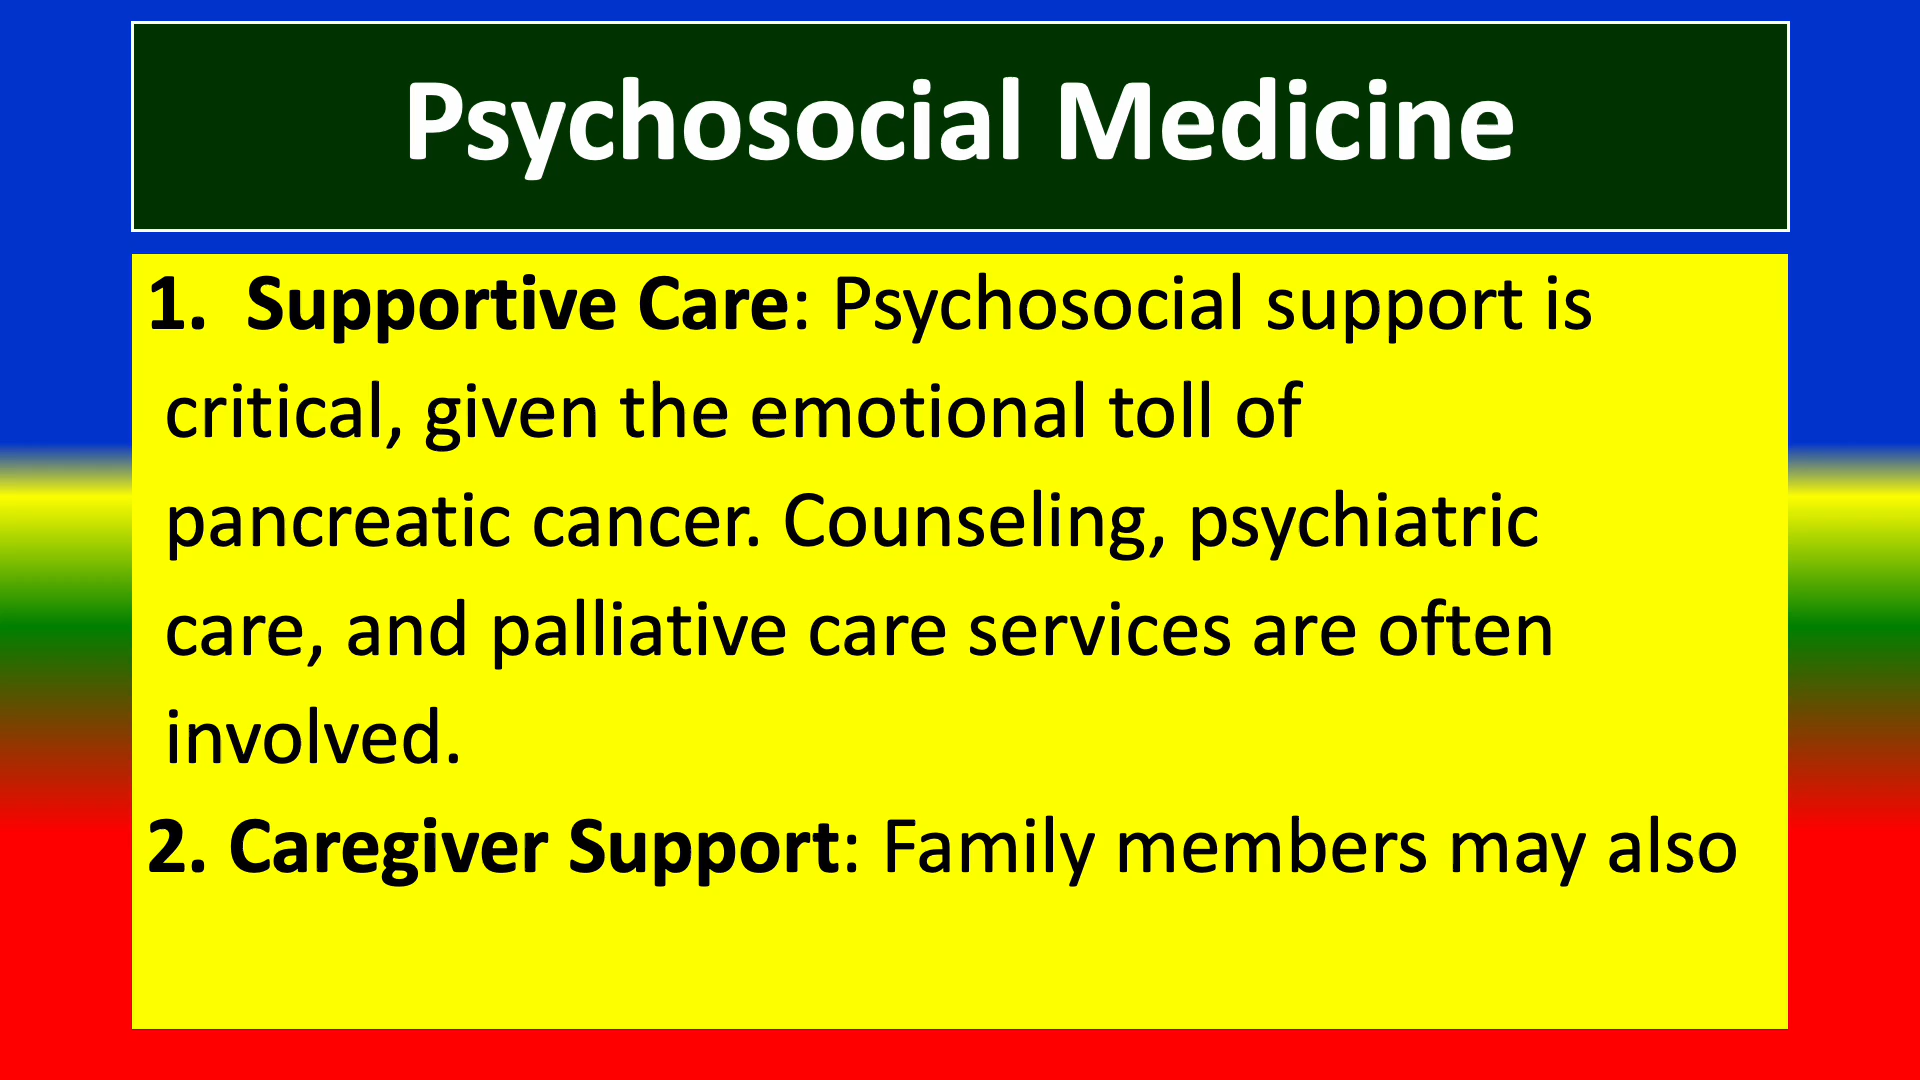 Psychosocial Medicine
1. Supportive Care: Psychosocial support is
critical, given the emotional toll of
pancreatic cancer. Counseling, psychiatric
care, and palliative care services are often
involved.
2. Caregiver Support: Family members may also